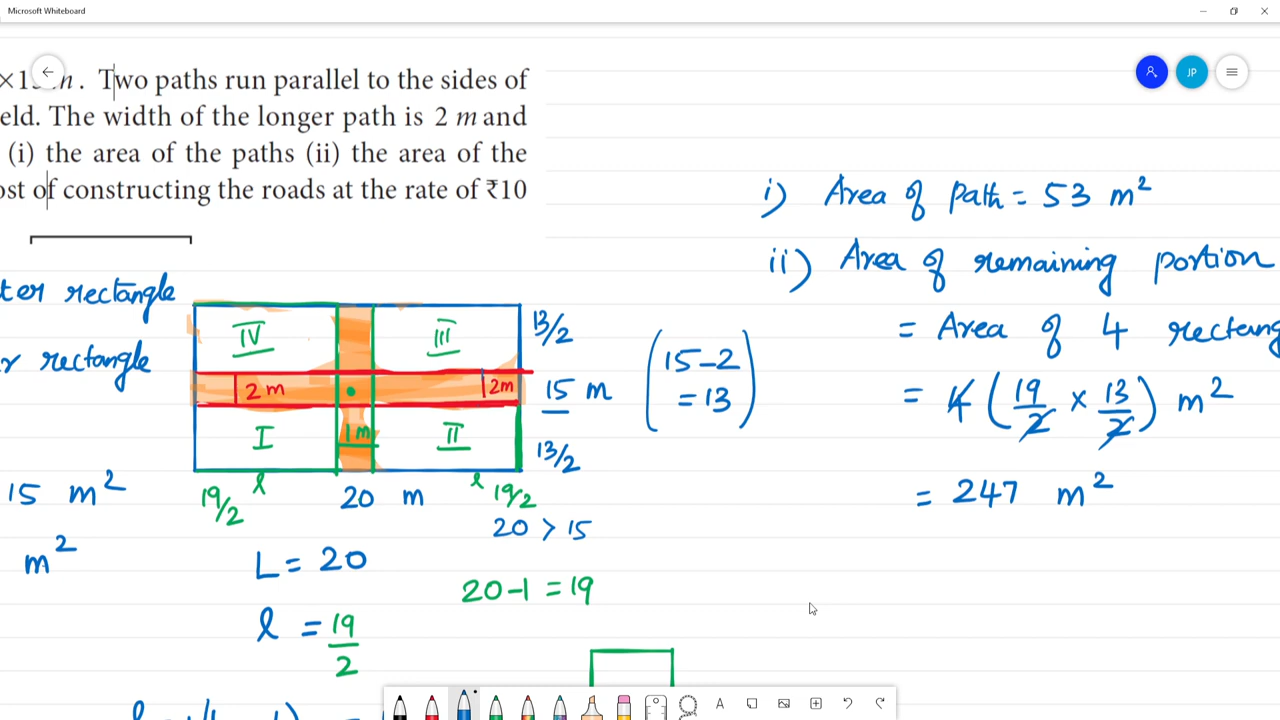 Microsoft Whiteboard
Two paths run parallel to the sides of
eld. The width of the longer path is 2 m and
(i) the area of the paths (ii) the area of the
ost of constructing the roads at the rate of ₹10
JP
ter rectangle
r rectangle
15 m²
m²
IV
III
2 m
2m
I
1m
II
13/2
15 m
13/2
19/2
l
20 m
l
19/2
20 > 15
L = 20
20-1 = 19
l = 19/2
(15-2
= 13)
i) Area of path = 53 m²
ii) Area of remaining portion
= Area of 4 rectang
= 4 (19/2 × 13/2) m²
= 247 m²
A